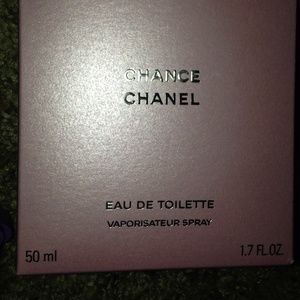 CHANCE
CHANEL
EAU DE TOILETTE
VAPORISATEUR SPRAY
50 ml 1.7 FL.OZ.